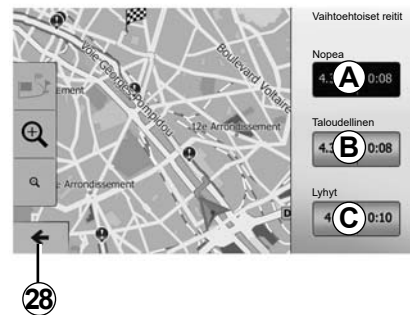 Vaihtoehtoiset reitit
Nopea
4. A 0:08
Taloudellinen
4. B 0:08
Lyhyt
4 C 0:10
Voie Georges Pompidou
Boulevard Voltaire
ement
12e Arrondissement
e Arrondissement
D
28